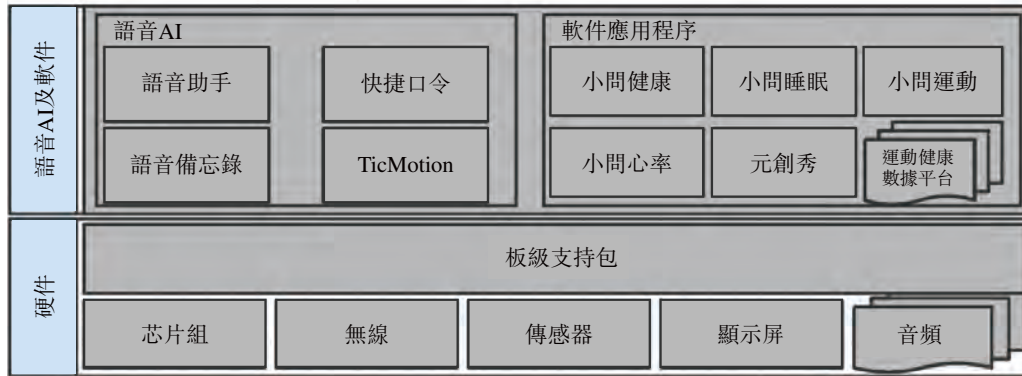 語音AI及軟件
語音AI
語音助手
快捷口令
語音備忘錄
TicMotion
軟件應用程序
小問健康
小問睡眠
小問運動
小問心率
元創秀
運動健康
數據平台
硬件
板級支持包
芯片組
無線
傳感器
顯示屏
音頻